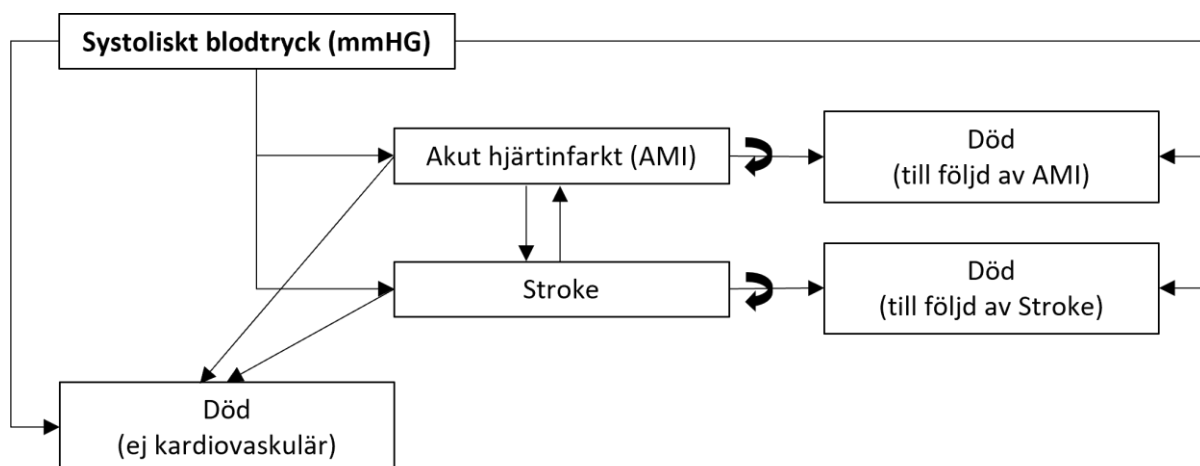 Systoliskt blodtryck (mmHG)
Akut hjärtinfarkt (AMI)
Död
(till följd av AMI)
Stroke
Död
(till följd av Stroke)
Död
(ej kardiovaskulär)